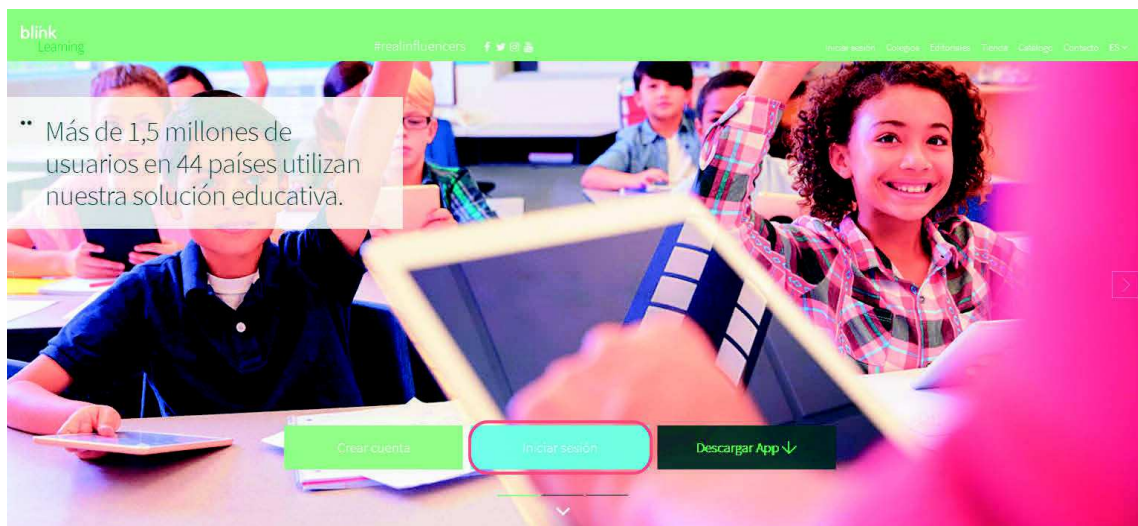 blink
Learning
#realinfluencers
Iniciar sesión Colegios Editoriales Tienda Catálogo Contacto ES
Más de 1,5 millones de
usuarios en 44 países utilizan
nuestra solución educativa.
Crear cuenta
Iniciar sesión
Descargar App